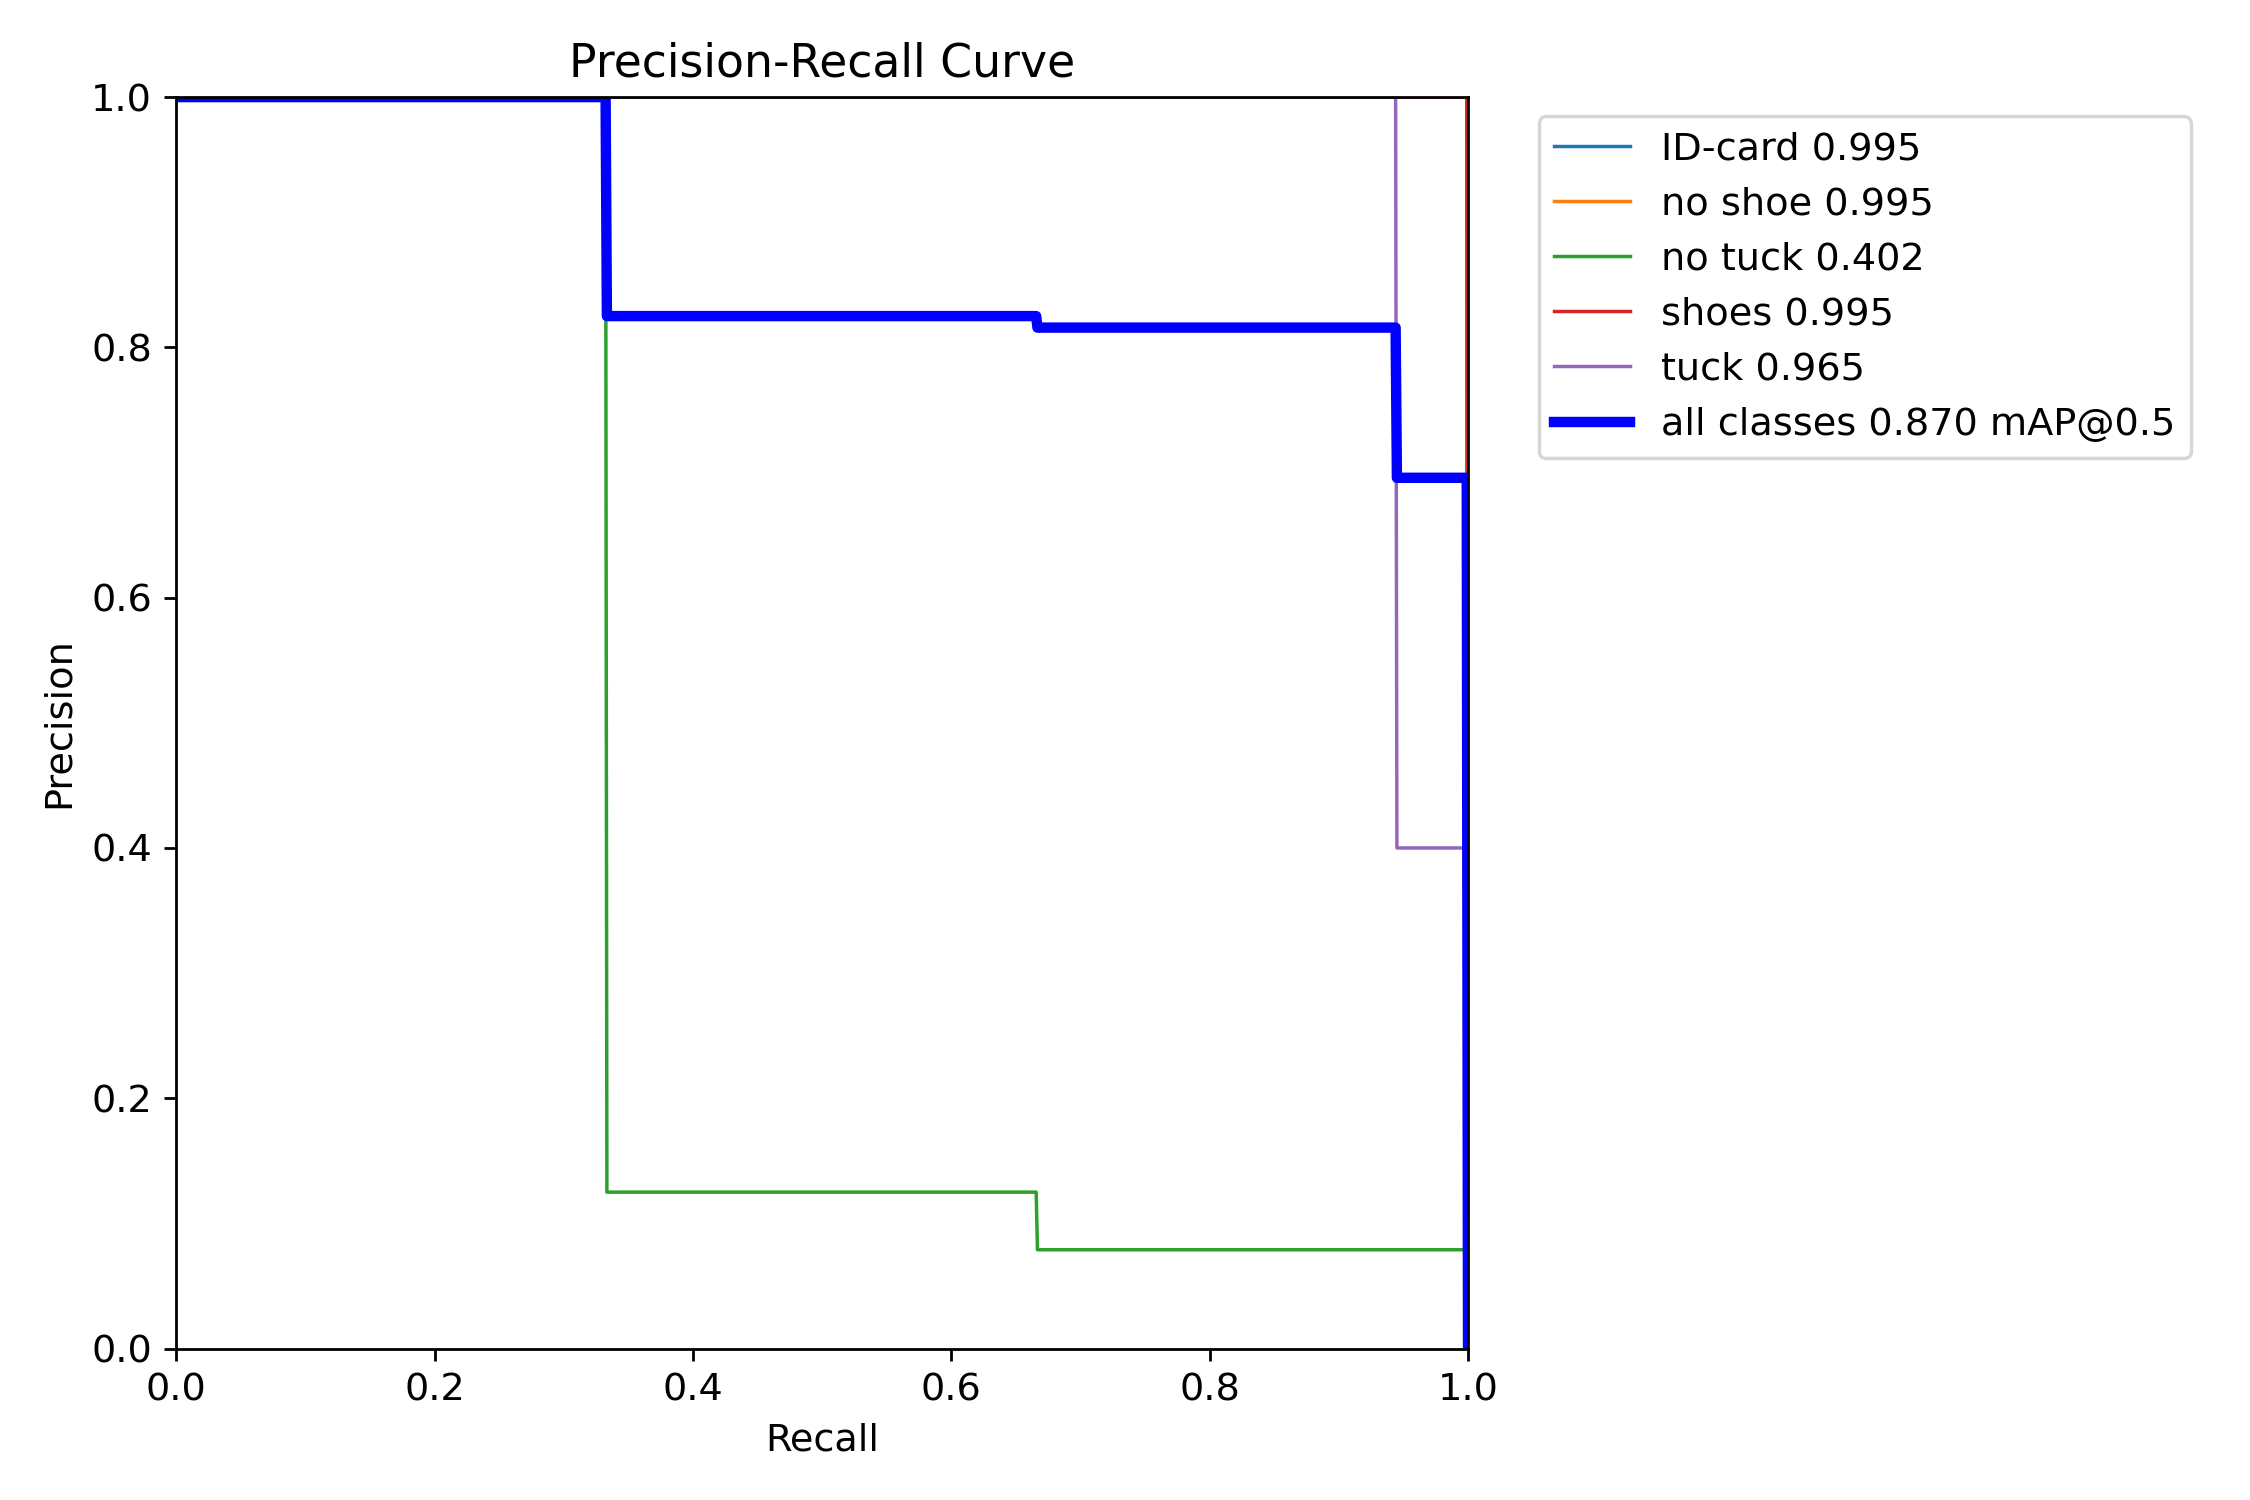 Precision-Recall Curve
1.0
0.8
0.6
0.4
0.2
0.0
Precision
0.0 0.2 0.4 0.6 0.8 1.0
Recall
ID-card 0.995
no shoe 0.995
no tuck 0.402
shoes 0.995
tuck 0.965
all classes 0.870 mAP@0.5